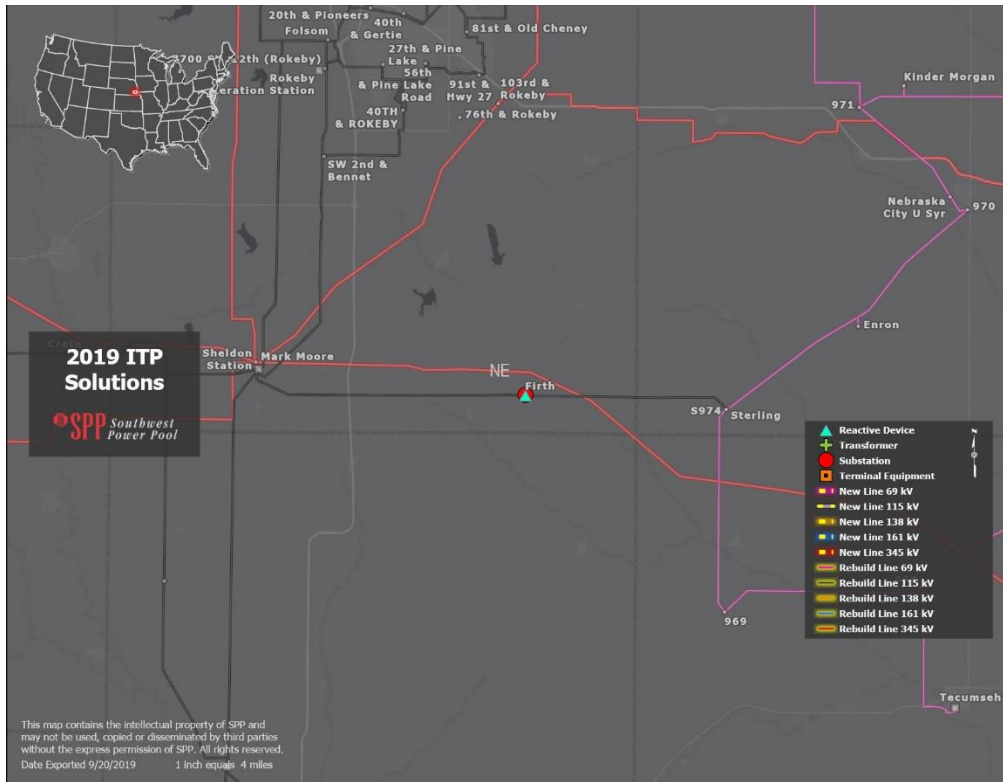 20th & Pioneers
Folsom
40th
& Gertie
27th & Pine
Lake
81st & Old Cheney
12th (Rokeby)
Rokeby
eration Station
56th
& Pine Lake
Road
91st &
Hwy 27
103rd &
Rokeby
40TH
& ROKEBY
76th & Rokeby
SW 2nd &
Bennet
Kinder Morgan
971
Nebraska
City U Syr
970
Enron
2019 ITP
Solutions
SPP Southwest
Power Pool
Sheldon
Station
Mark Moore
NE
Firth
S974
Sterling
Reactive Device
Transformer
Substation
Terminal Equipment
New Line 69 kV
New Line 115 kV
New Line 138 kV
New Line 161 kV
New Line 345 kV
Rebuild Line 69 kV
Rebuild Line 115 kV
Rebuild Line 138 kV
Rebuild Line 161 kV
Rebuild Line 345 kV
N
969
Tecumseh
This map contains the intellectual property of SPP and
may not be used, copied or disseminated by third parties
without the express permission of SPP. All rights reserved.
Date Exported 9/20/2019 1 inch equals 4 miles